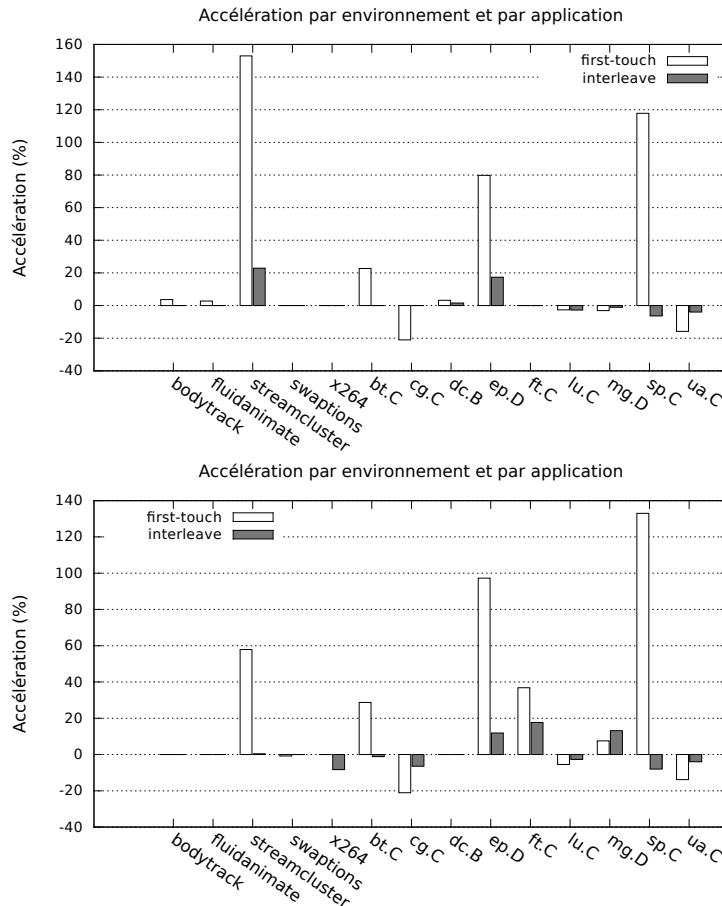 Accélération par environnement et par application
160
140
120
100
80
60
40
20
0
-20
-40
Accélération (%)
first-touch
interleave
bodytrack
fluidanimate
streamcluster
swaptions
x264
bt.C
cg.C
dc.B
ep.D
ft.C
lu.C
mg.D
sp.C
ua.C
Accélération par environnement et par application
140
120
100
80
60
40
20
0
-20
-40
Accélération (%)
first-touch
interleave
bodytrack
fluidanimate
streamcluster
swaptions
x264
bt.C
cg.C
dc.B
ep.D
ft.C
lu.C
mg.D
sp.C
ua.C